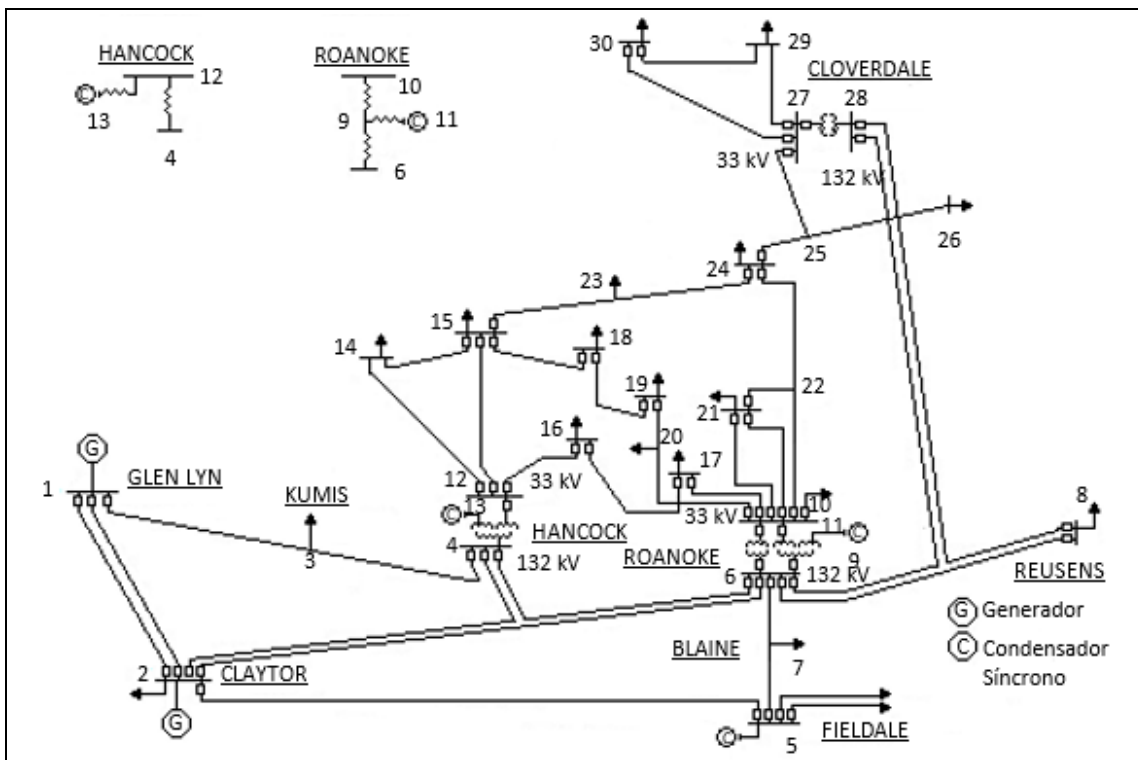 HANCOCK
12
13
4
ROANOKE
10
9
11
6
30
29
CLOVERDALE
27
28
33 kV
132 kV
26
25
24
23
15
14
18
19
22
21
20
16
17
12
33 kV
13
HANCOCK
4
132 kV
33 kV
10
11
ROANOKE
9
6
132 kV
1
GLEN LYN
KUMIS
3
8
REUSENS
2
CLAYTOR
BLAINE
7
5
FIELDALE
G
G
C
C
C
C
C
G Generador
C Condensador
Síncrono